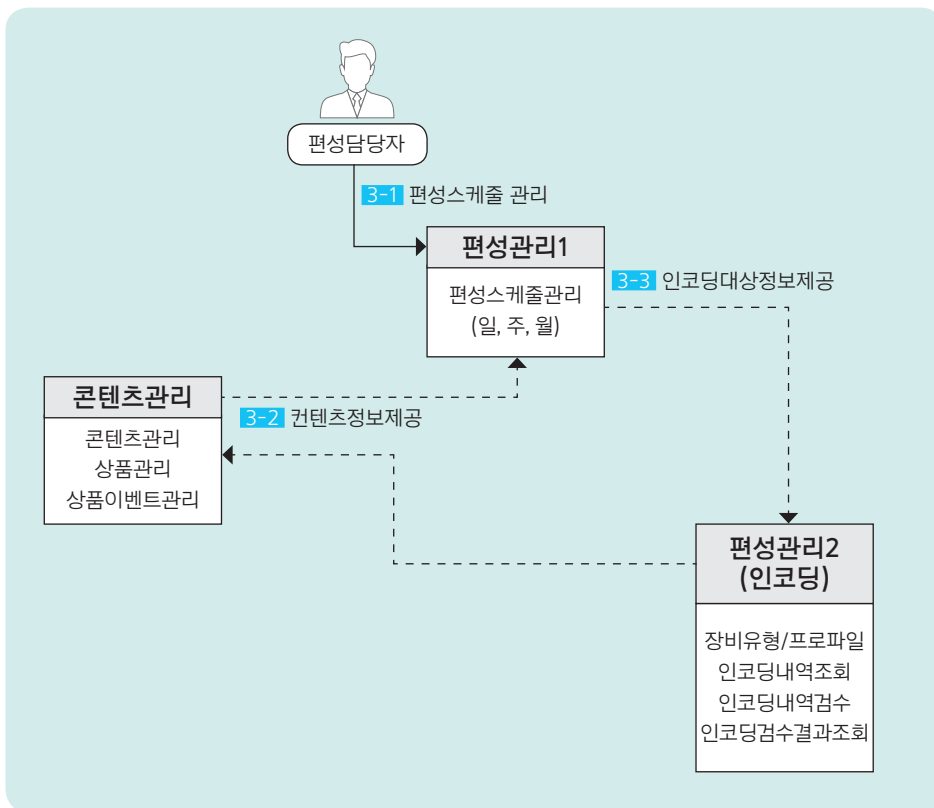 편성담당자
3-1 편성스케줄 관리
편성관리1
편성스케줄관리
(일, 주, 월)
3-3 인코딩대상정보제공
콘텐츠관리
콘텐츠관리
상품관리
상품이벤트관리
3-2 컨텐츠정보제공
편성관리2
(인코딩)
장비유형/프로파일
인코딩내역조회
인코딩내역검수
인코딩검수결과조회